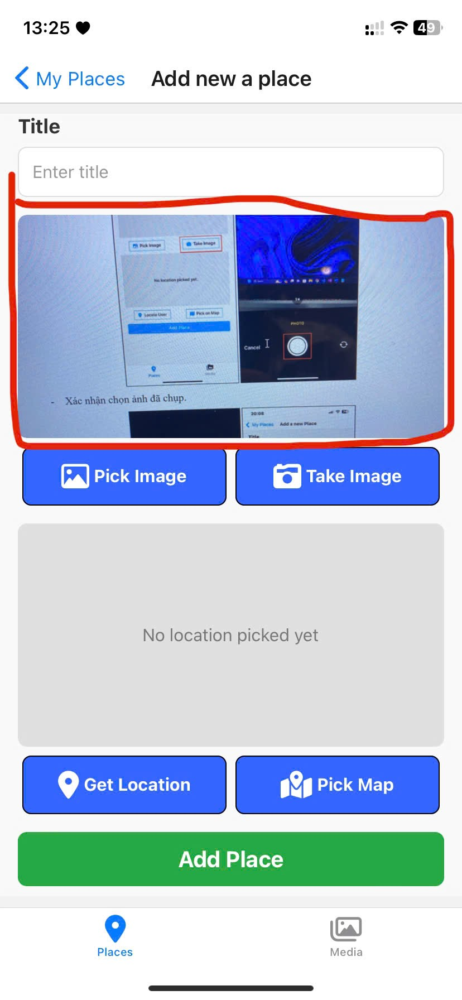 13:25
49
My Places
Add new a place
Title
Enter title
Pick Image
Take Image
No location picked yet.
Locate User
Pick on Map
Add Place
Places
Media
1x
PHOTO
Cancel
- Xác nhận chọn ảnh đã chụp.
20:08
My Places
Add a new Place
Title
Pick Image
Take Image
No location picked yet
Get Location
Pick Map
Add Place
Places
Media